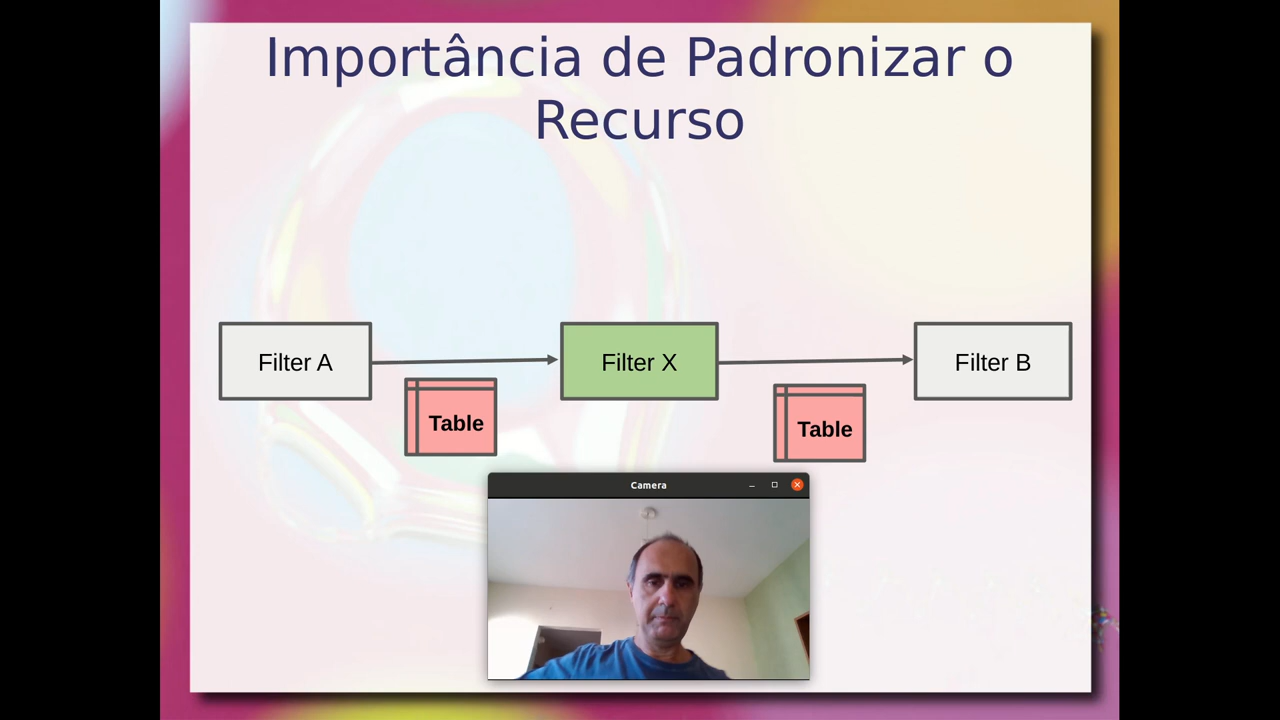 Importância de Padronizar o
Recurso
Filter A
Filter X
Filter B
Table
Table
Camera